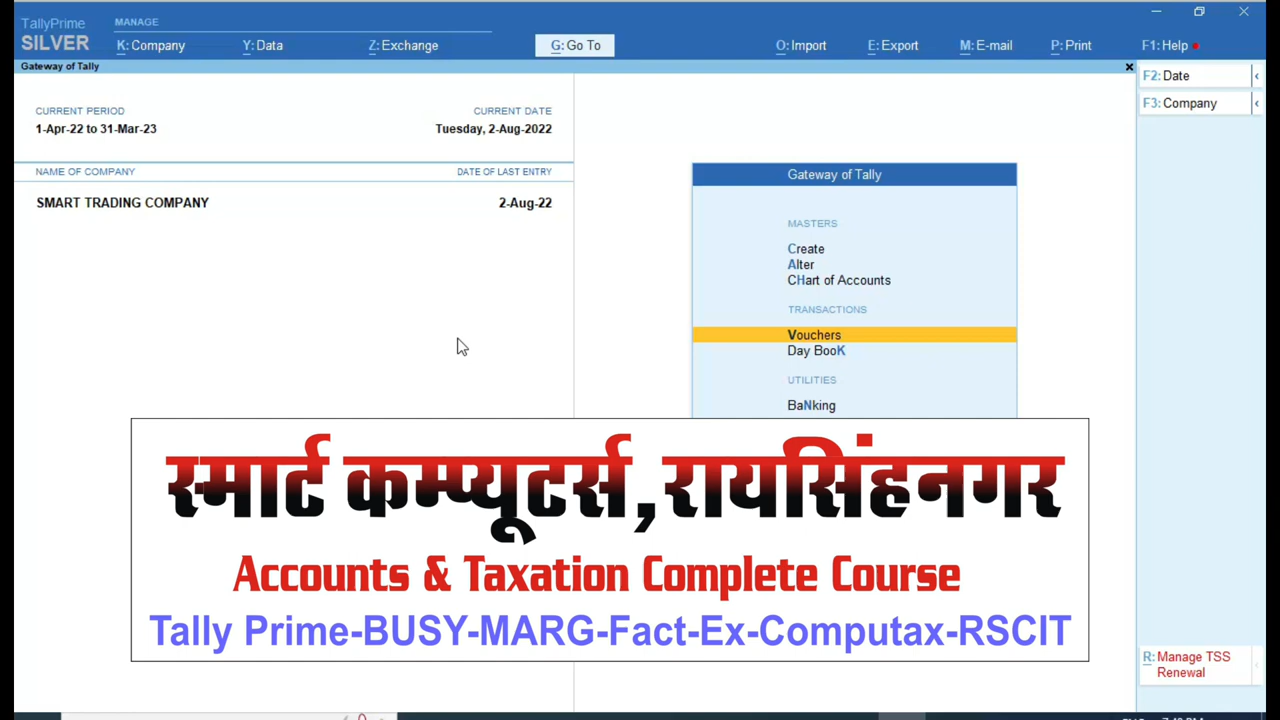 TallyPrime
SILVER
MANAGE
K: Company
Y: Data
Z: Exchange
G: Go To
O: Import
E: Export
M: E-mail
P: Print
F1: Help
Gateway of Tally
CURRENT PERIOD
CURRENT DATE
1-Apr-22 to 31-Mar-23
Tuesday, 2-Aug-2022
NAME OF COMPANY
DATE OF LAST ENTRY
SMART TRADING COMPANY
2-Aug-22
Gateway of Tally
MASTERS
Create
Alter
CHart of Accounts
TRANSACTIONS
Vouchers
Day BooK
UTILITIES
BaNking
F2: Date
F3: Company
स्मार्ट कम्प्यूटर्स,रायसिंहनगर
Accounts & Taxation Complete Course
Tally Prime-BUSY-MARG-Fact-Ex-Computax-RSCIT
R: Manage TSS
Renewal